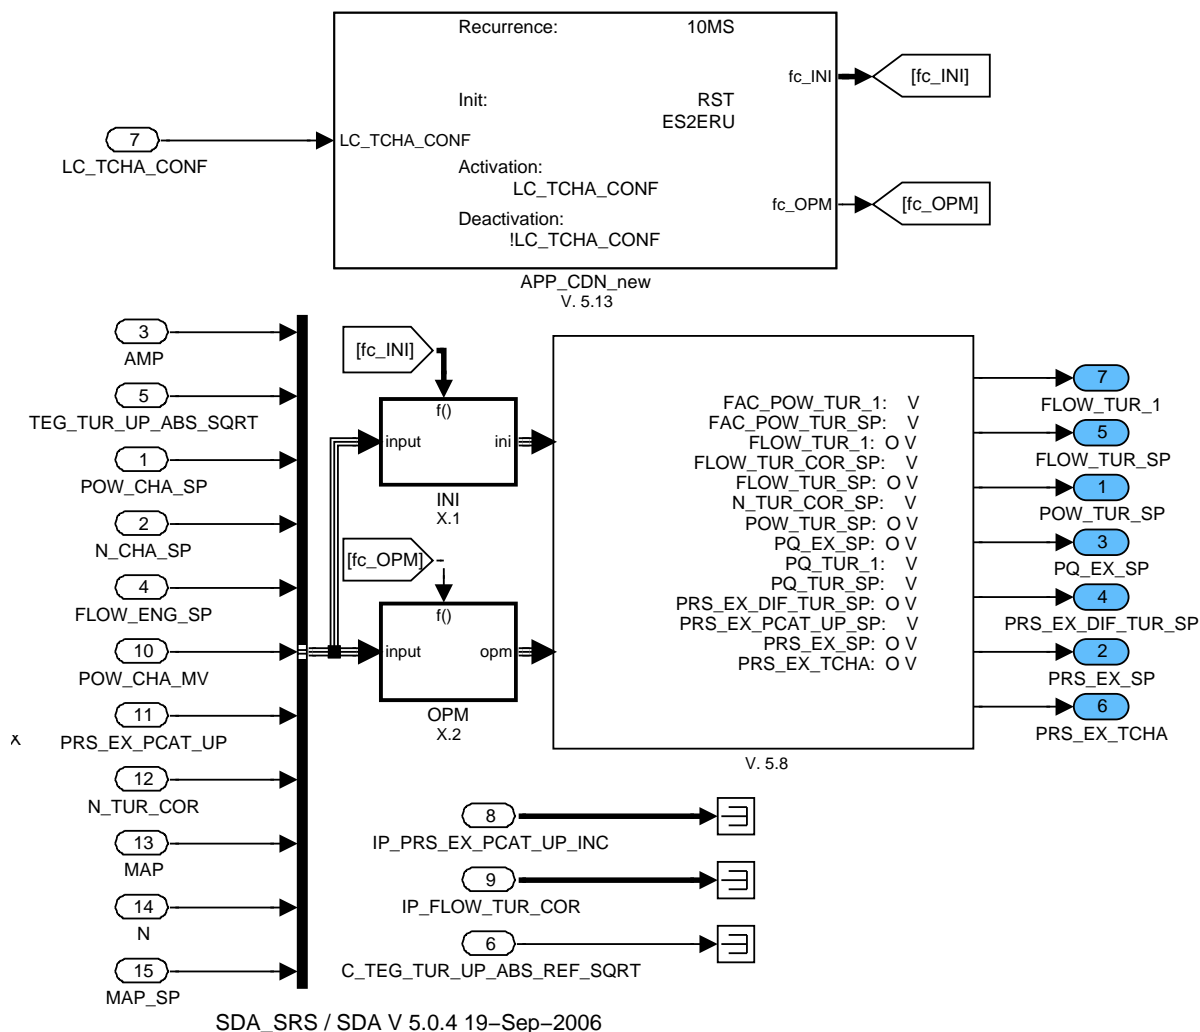 Recurrence: 10MS
fc_INI [fc_INI]
Init: RST
ES2ERU
7 LC_TCHA_CONF
LC_TCHA_CONF
Activation:
LC_TCHA_CONF
fc_OPM [fc_OPM]
Deactivation:
!LC_TCHA_CONF
APP_CDN_new
V. 5.13
3
AMP
5
TEG_TUR_UP_ABS_SQRT
1
POW_CHA_SP
2
N_CHA_SP
4
FLOW_ENG_SP
10
POW_CHA_MV
11
PRS_EX_PCAT_UP
12
N_TUR_COR
13
MAP
14
N
15
MAP_SP
x
[fc_INI]
f()
input ini
INI
X.1
[fc_OPM]
f()
input opm
OPM
X.2
FAC_POW_TUR_1: V
FAC_POW_TUR_SP: V
FLOW_TUR_1: O V
FLOW_TUR_COR_SP: V
FLOW_TUR_SP: O V
N_TUR_COR_SP: V
POW_TUR_SP: O V
PQ_EX_SP: O V
PQ_TUR_1: V
PQ_TUR_SP: V
PRS_EX_DIF_TUR_SP: O V
PRS_EX_PCAT_UP_SP: V
PRS_EX_SP: O V
PRS_EX_TCHA: O V
V. 5.8
7
FLOW_TUR_1
5
FLOW_TUR_SP
1
POW_TUR_SP
3
PQ_EX_SP
4
PRS_EX_DIF_TUR_SP
2
PRS_EX_SP
6
PRS_EX_TCHA
8
IP_PRS_EX_PCAT_UP_INC
9
IP_FLOW_TUR_COR
6
C_TEG_TUR_UP_ABS_REF_SQRT
SDA_SRS / SDA V 5.0.4 19−Sep−2006